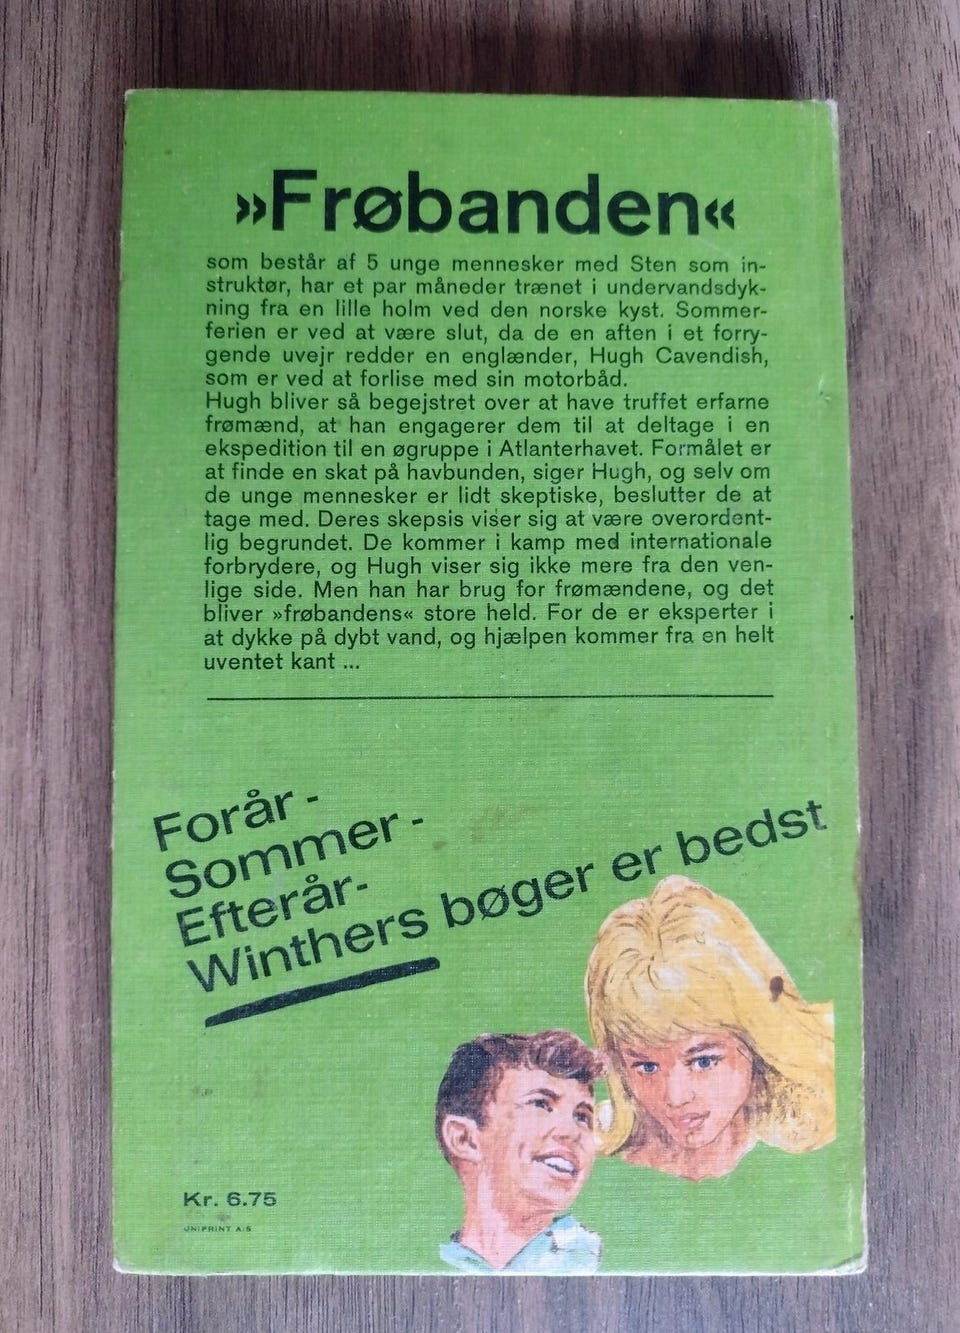 »Frøbanden«
som består af 5 unge mennesker med Sten som in-
struktør, har et par måneder trænet i undervandsdyk-
ning fra en lille holm ved den norske kyst. Sommer-
ferien er ved at være slut, da de en aften i et forry-
gende uvejr redder en englænder, Hugh Cavendish,
som er ved at forlise med sin motorbåd.
Hugh bliver så begejstret over at have truffet erfarne
frømænd, at han engagerer dem til at deltage i en
ekspedition til en øgruppe i Atlanterhavet. Formålet er
at finde en skat på havbunden, siger Hugh, og selv om
de unge mennesker er lidt skeptiske, beslutter de at
tage med. Deres skepsis viser sig at være overordent-
lig begrundet. De kommer i kamp med internationale
forbrydere, og Hugh viser sig ikke mere fra den ven-
lige side. Men han har brug for frømændene, og det
bliver »frøbandens« store held. For de er eksperter i
at dykke på dybt vand, og hjælpen kommer fra en helt
uventet kant ...
Forår -
Sommer -
Efterår-
Winthers bøger er bedst
Kr. 6.75
UNIPRINT A/S